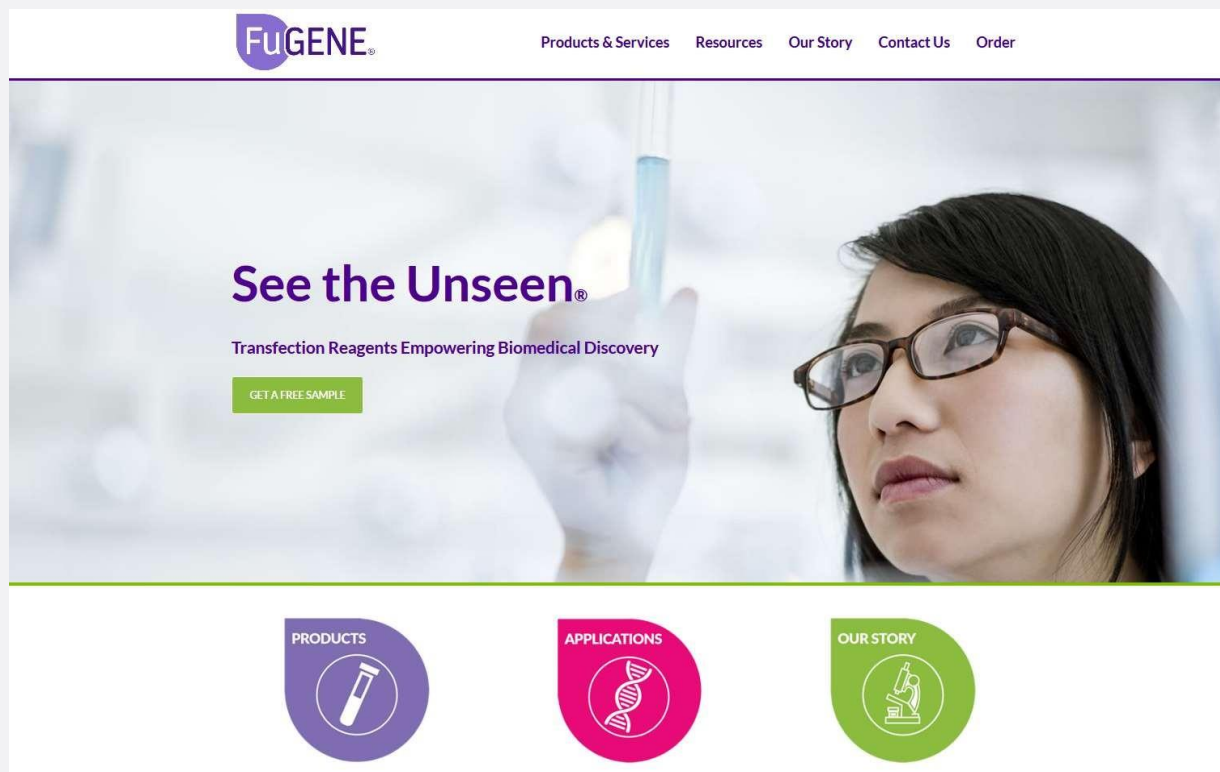 FuGENE®
Products & Services Resources Our Story Contact Us Order
See the Unseen®
Transfection Reagents Empowering Biomedical Discovery
GET A FREE SAMPLE
PRODUCTS APPLICATIONS OUR STORY